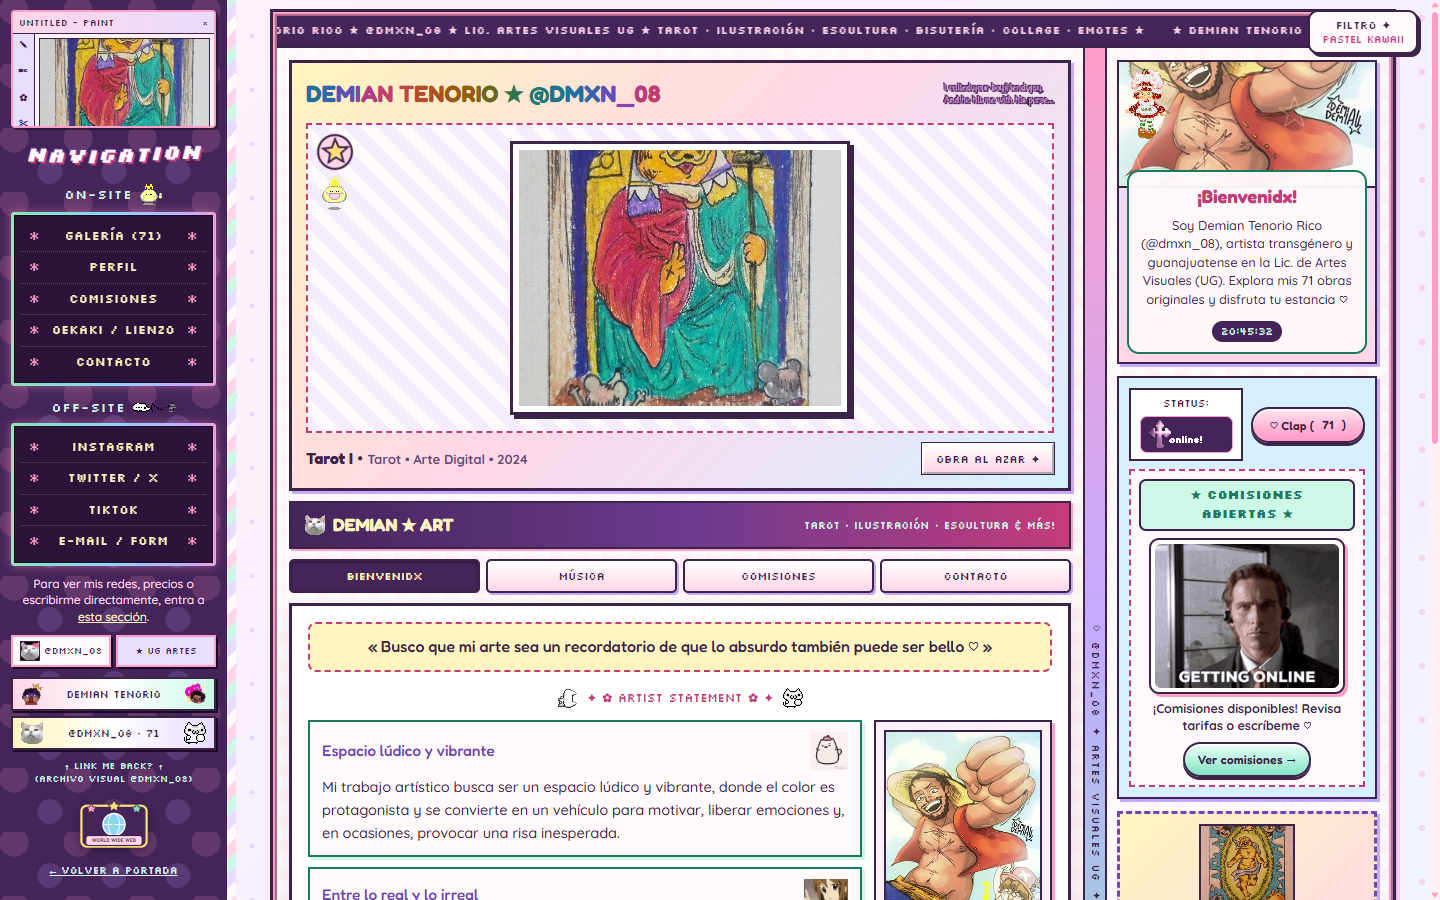 UNTITLED - PAINT ×
NAVIGATION
ON-SITE
* GALERÍA (71) *
* PERFIL *
* COMISIONES *
* OEKAKI / LIENZO *
* CONTACTO *
OFF-SITE
* INSTAGRAM *
* TWITTER / X *
* TIKTOK *
* E-MAIL / FORM *
Para ver mis redes, precios o
escribirme directamente, entra a
esta sección.
@DMXN_08
★ UG ARTES
DEMIAN TENORIO
@DMXN_08 · 71
↑ LINK ME BACK? ↑
(ARCHIVO VISUAL @DMXN_08)
WORLD WIDE WEB
← VOLVER A PORTADA
ORIO RICO ★ @DMXN_08 ★ LIC. ARTES VISUALES UG ★ TAROT · ILUSTRACIÓN · ESCULTURA · BISUTERÍA · COLLAGE · EMOTES ★ ★ DEMIAN TENORIO
FILTRO ✦
PASTEL KAWAII
DEMIAN TENORIO ★ @DMXN_08
Tarot I • Tarot • Arte Digital • 2024
OBRA AL AZAR ✦
DEMIAN ★ ART
TAROT · ILUSTRACIÓN · ESCULTURA & MÁS!
BIENVENIDX
MÚSICA
COMISIONES
CONTACTO
« Busco que mi arte sea un recordatorio de que lo absurdo también puede ser bello ♡ »
✦ ✿ ARTIST STATEMENT ✿ ✦
Espacio lúdico y vibrante
Mi trabajo artístico busca ser un espacio lúdico y vibrante, donde el color es
protagonista y se convierte en un vehículo para motivar, liberar emociones y,
en ocasiones, provocar una risa inesperada.
Entre lo real y lo irreal
DEMIAN
DEMIAN
♡ @DMXN_08 ✦ ARTES VISUALES UG ✦
DEMIAN
DEMIAN
¡Bienvenidx!
Soy Demian Tenorio Rico
(@dmxn_08), artista transgénero y
guanajuatense en la Lic. de Artes
Visuales (UG). Explora mis 71 obras
originales y disfruta tu estancia ♡
20:45:32
STATUS:
online!
♡ Clap ( 71 )
★ COMISIONES
ABIERTAS ★
GETTING ONLINE
¡Comisiones disponibles! Revisa
tarifas o escríbeme ♡
Ver comisiones →